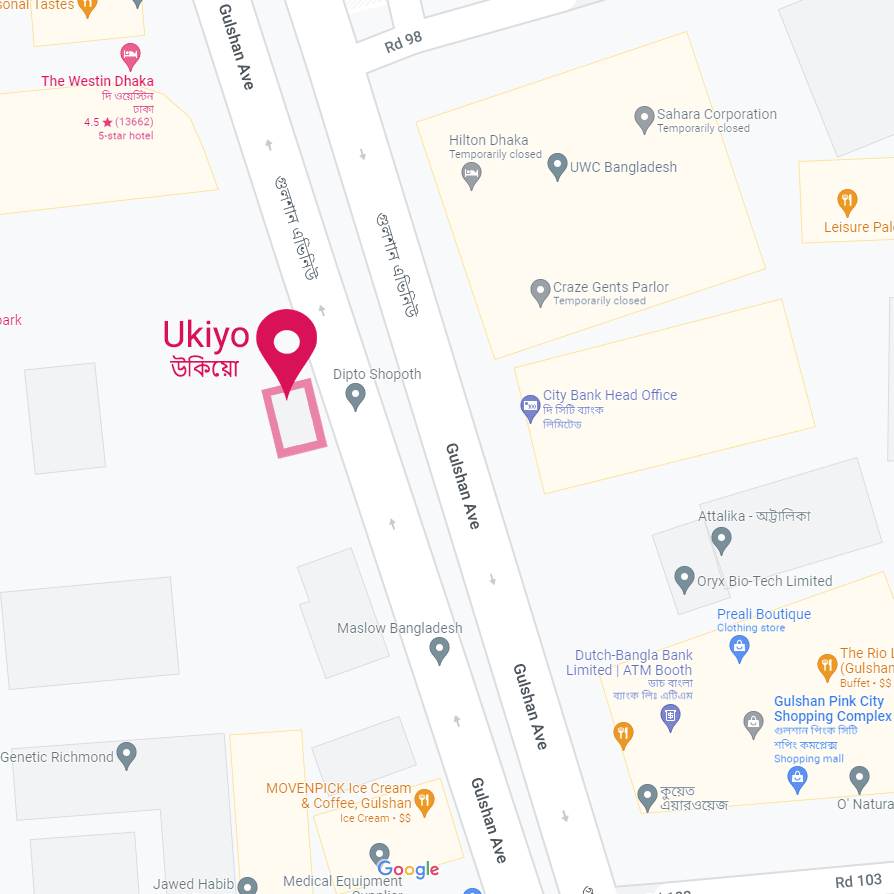 sonal Tastes
Gulshan Ave
Rd 98
The Westin Dhaka
দি ওয়েস্টিন
ঢাকা
4.5 ★ (13662)
5-star hotel
Sahara Corporation
Temporarily closed
Hilton Dhaka
Temporarily closed
UWC Bangladesh
গুলশান এভিনিউ
গুলশান এভিনিউ
Leisure Pale
Craze Gents Parlor
Temporarily closed
park
Ukiyo
উকিয়ো
Dipto Shopoth
City Bank Head Office
দি সিটি ব্যাংক
লিমিটেড
Gulshan Ave
Attalika - অট্টালিকা
Oryx Bio-Tech Limited
Preali Boutique
Clothing store
Maslow Bangladesh
Dutch-Bangla Bank
Limited | ATM Booth
ডাচ বাংলা
ব্যাংক লিঃ এটিএম
The Rio L
(Gulshan
Buffet • $$
Gulshan Ave
Gulshan Pink City
Shopping Complex
গুলশান পিংক সিটি
শপিং কমপ্লেক্স
Shopping mall
Genetic Richmond
MOVENPICK Ice Cream
& Coffee, Gulshan
Ice Cream • $$
Gulshan Ave
কুয়েত
এয়ারওয়েজ
O' Natura
Google
Jawed Habib
Medical Equipment
Rd 103